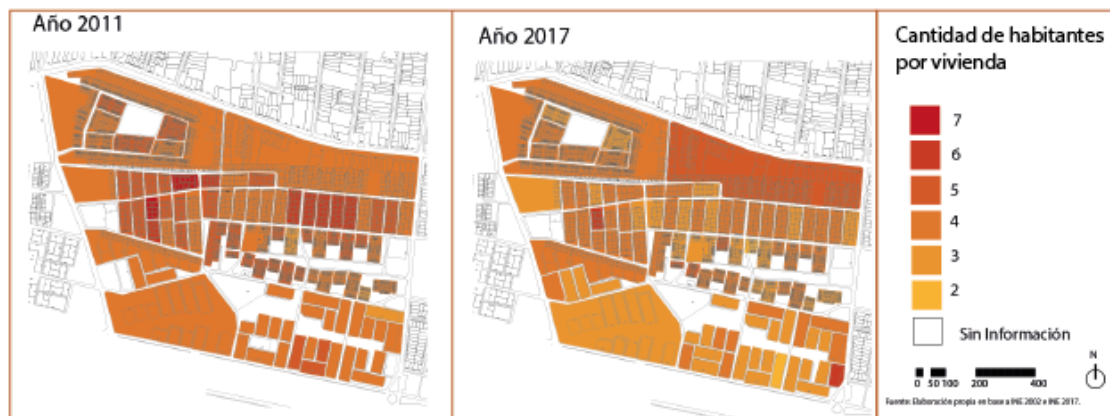 Año 2011
Año 2017
Cantidad de habitantes
por vivienda
7
6
5
4
3
2
Sin Información
0 50 100 200 400
N
Fuente: Elaboración propia en base a INE 2002 e INE 2017.